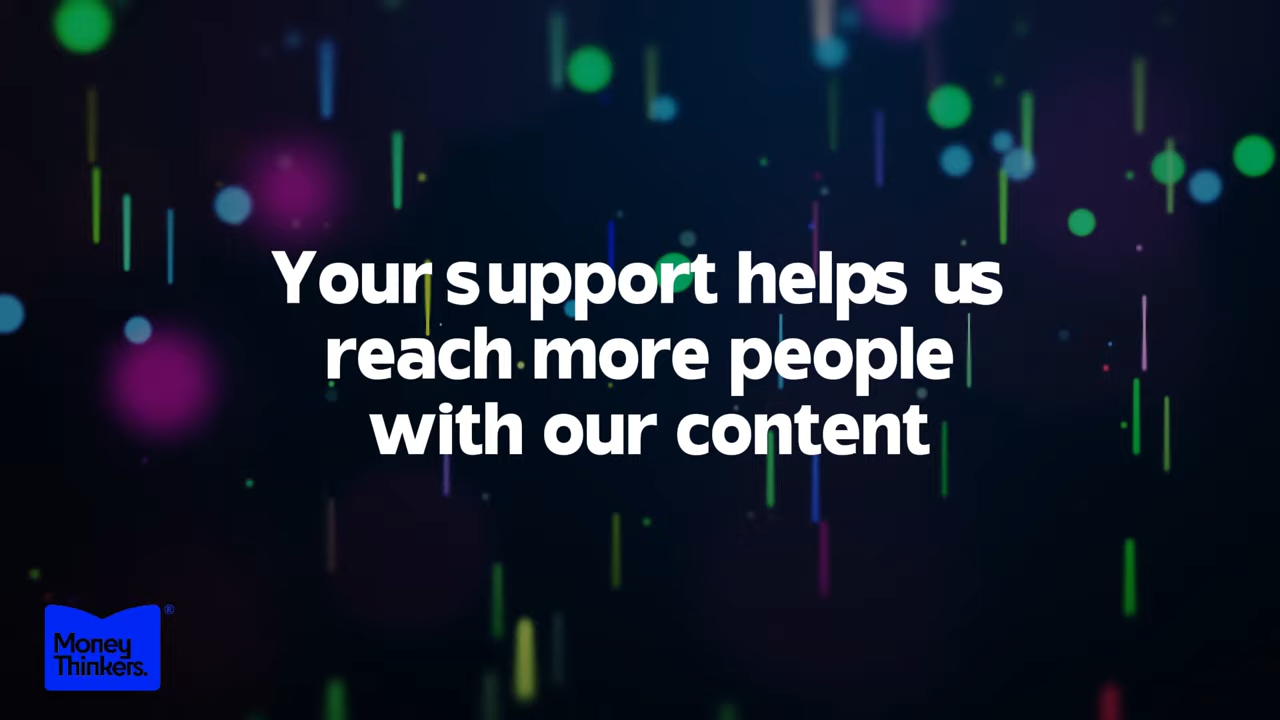 Your support helps us
reach more people
with our content
Money
Thinkers.
®